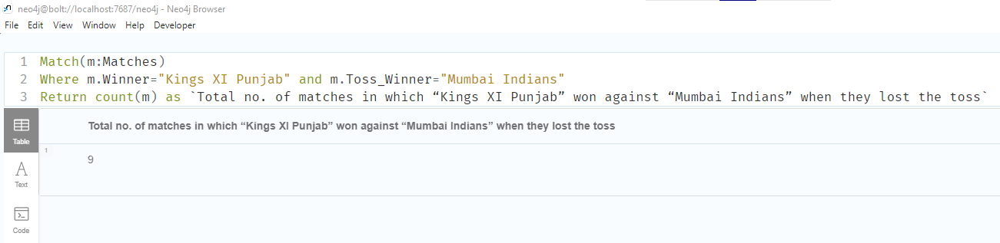 neo4j@bolt://localhost:7687/neo4j - Neo4j Browser
File Edit View Window Help Developer
1 Match(m:Matches)
2 Where m.Winner="Kings XI Punjab" and m.Toss_Winner="Mumbai Indians"
3 Return count(m) as `Total no. of matches in which “Kings XI Punjab” won against “Mumbai Indians” when they lost the toss`
Table
Total no. of matches in which “Kings XI Punjab” won against “Mumbai Indians” when they lost the toss
1
9
Text
Code